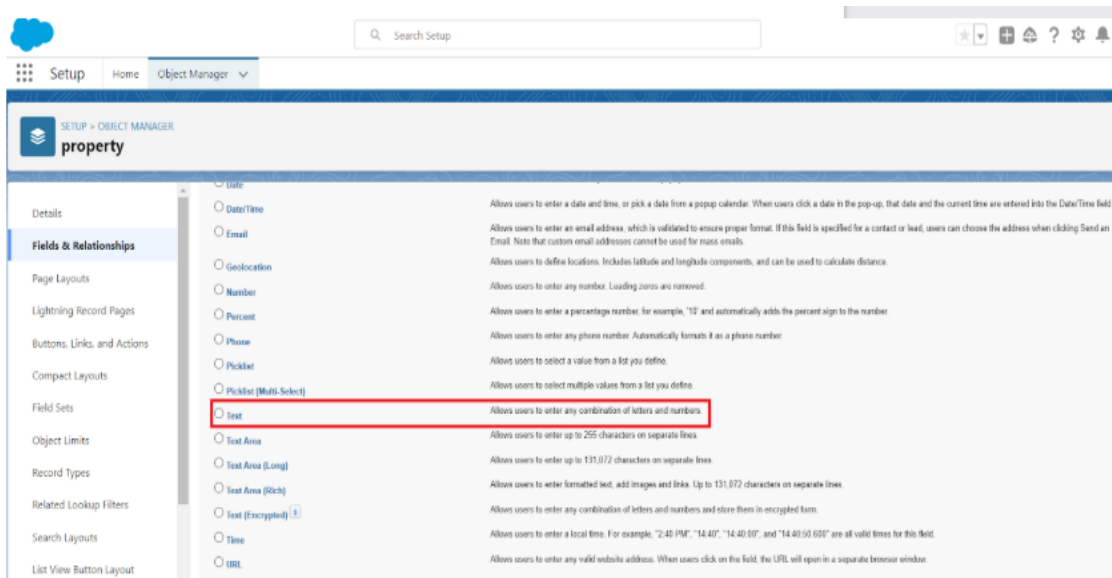 Search Setup
Setup
Home
Object Manager
SETUP > OBJECT MANAGER
property
Details
Fields & Relationships
Page Layouts
Lightning Record Pages
Buttons, Links, and Actions
Compact Layouts
Field Sets
Object Limits
Record Types
Related Lookup Filters
Search Layouts
List View Button Layout
Date
Date/Time Allows users to enter a date and time, or pick a date from a popup calendar. When users click a date in the pop-up, that date and the current time are entered into the Date/Time field
Email Allows users to enter an email address, which is validated to ensure proper format. If this field is specified for a contact or lead, users can choose the address when clicking Send an
Email. Note that custom email addresses cannot be used for mass emails.
Geolocation Allows users to define locations. Includes latitude and longitude components, and can be used to calculate distance.
Number Allows users to enter any number. Leading zeros are removed.
Percent Allows users to enter a percentage number, for example, '10' and automatically adds the percent sign to the number.
Phone Allows users to enter any phone number. Automatically formats it as a phone number.
Picklist Allows users to select a value from a list you define.
Picklist (Multi-Select) Allows users to select multiple values from a list you define.
Text Allows users to enter any combination of letters and numbers.
Text Area Allows users to enter up to 255 characters on separate lines.
Text Area (Long) Allows users to enter up to 131,072 characters on separate lines.
Text Area (Rich) Allows users to enter formatted text, add images and links. Up to 131,072 characters on separate lines.
Text (Encrypted) Allows users to enter any combination of letters and numbers and store them in encrypted form.
Time Allows users to enter a local time. For example, "2:40 PM", "14:40", "14:40:00", and "14:40:50.600" are all valid times for this field.
URL Allows users to enter any valid website address. When users click on the field, the URL will open in a separate browser window.